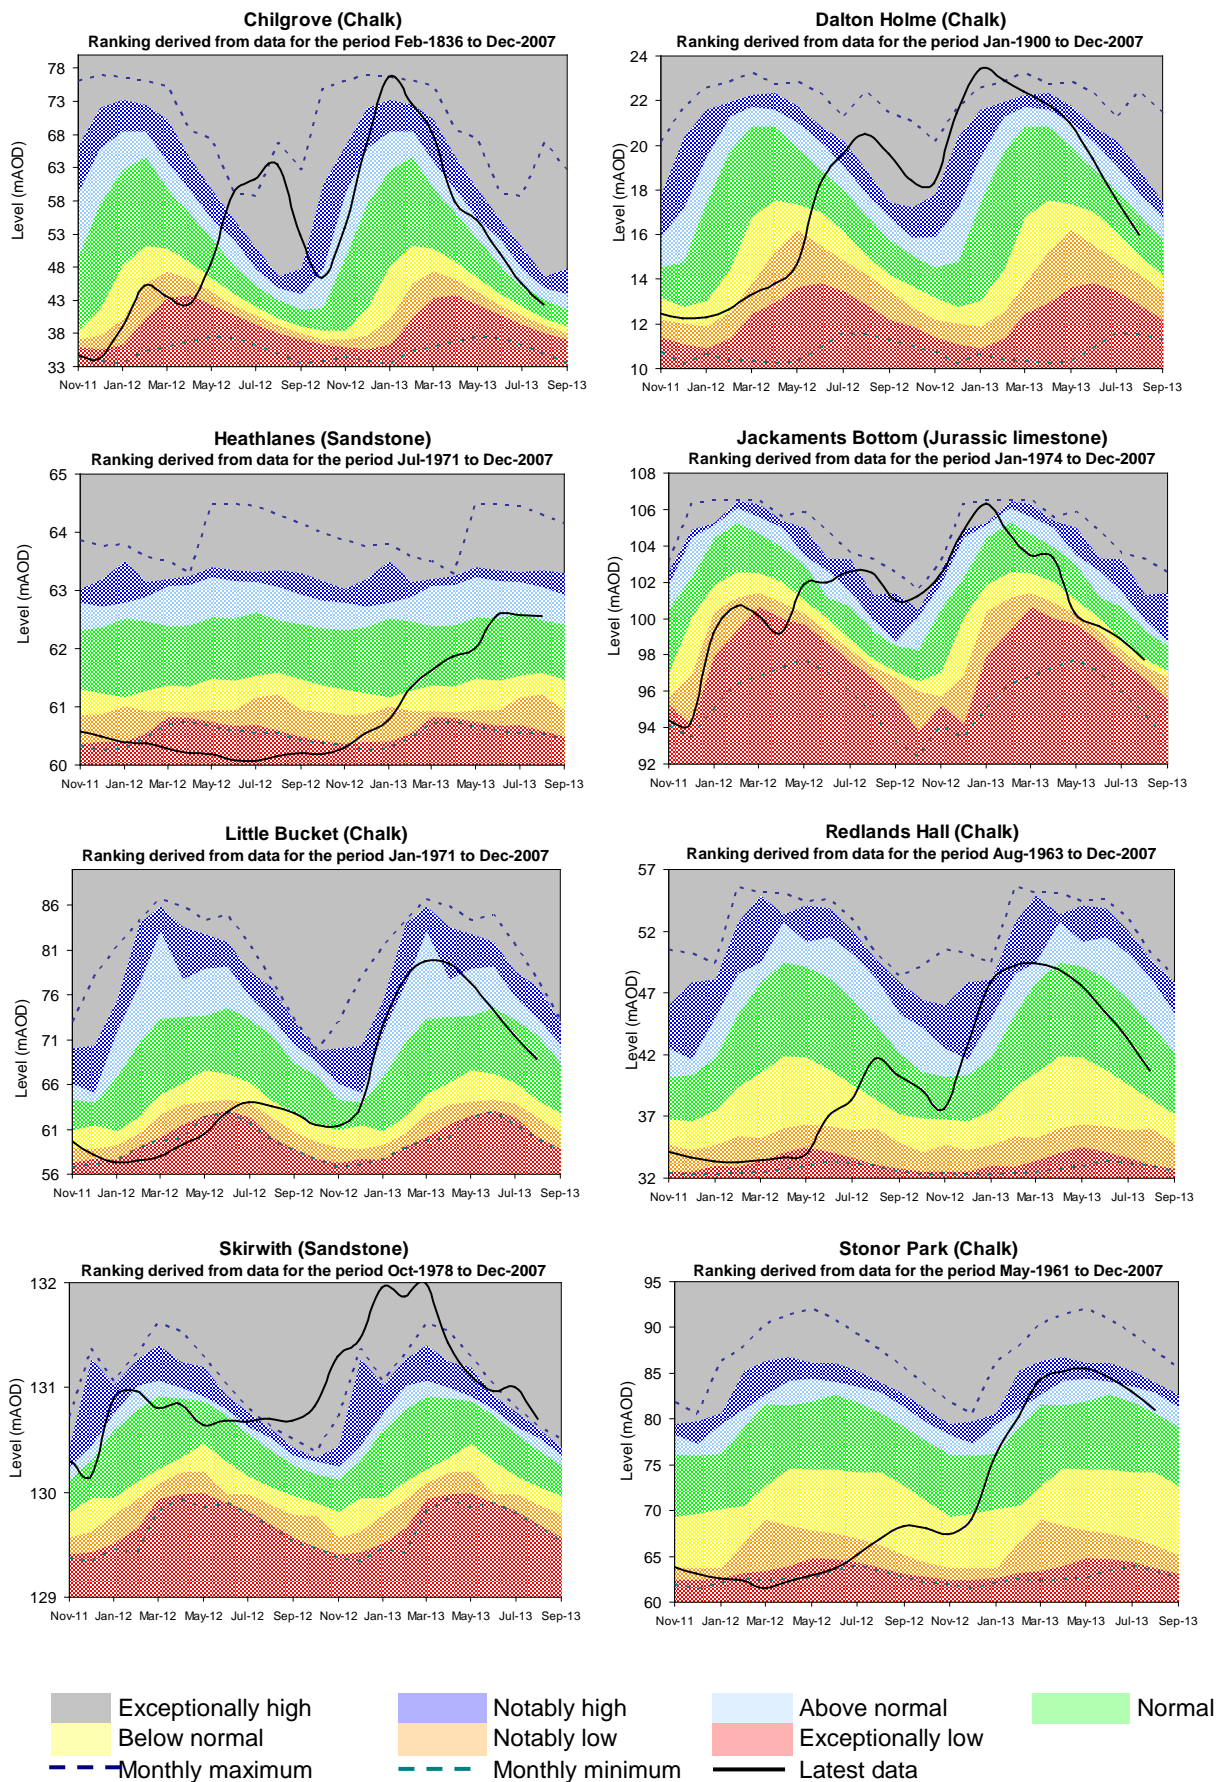 Chilgrove (Chalk)
Ranking derived from data for the period Feb-1836 to Dec-2007
Level (mAOD)
78
73
68
63
58
53
48
43
38
33
Nov-11 Jan-12 Mar-12 May-12 Jul-12 Sep-12 Nov-12 Jan-13 Mar-13 May-13 Jul-13 Sep-13
Dalton Holme (Chalk)
Ranking derived from data for the period Jan-1900 to Dec-2007
Level (mAOD)
24
22
20
18
16
14
12
10
Nov-11 Jan-12 Mar-12 May-12 Jul-12 Sep-12 Nov-12 Jan-13 Mar-13 May-13 Jul-13 Sep-13
Heathlanes (Sandstone)
Ranking derived from data for the period Jul-1971 to Dec-2007
Level (mAOD)
65
64
63
62
61
60
Nov-11 Jan-12 Mar-12 May-12 Jul-12 Sep-12 Nov-12 Jan-13 Mar-13 May-13 Jul-13 Sep-13
Jackaments Bottom (Jurassic limestone)
Ranking derived from data for the period Jan-1974 to Dec-2007
Level (mAOD)
108
106
104
102
100
98
96
94
92
Nov-11 Jan-12 Mar-12 May-12 Jul-12 Sep-12 Nov-12 Jan-13 Mar-13 May-13 Jul-13 Sep-13
Little Bucket (Chalk)
Ranking derived from data for the period Jan-1971 to Dec-2007
Level (mAOD)
86
81
76
71
66
61
56
Nov-11 Jan-12 Mar-12 May-12 Jul-12 Sep-12 Nov-12 Jan-13 Mar-13 May-13 Jul-13 Sep-13
Redlands Hall (Chalk)
Ranking derived from data for the period Aug-1963 to Dec-2007
Level (mAOD)
57
52
47
42
37
32
Nov-11 Jan-12 Mar-12 May-12 Jul-12 Sep-12 Nov-12 Jan-13 Mar-13 May-13 Jul-13 Sep-13
Skirwith (Sandstone)
Ranking derived from data for the period Oct-1978 to Dec-2007
Level (mAOD)
132
131
130
129
Nov-11 Jan-12 Mar-12 May-12 Jul-12 Sep-12 Nov-12 Jan-13 Mar-13 May-13 Jul-13 Sep-13
Stonor Park (Chalk)
Ranking derived from data for the period May-1961 to Dec-2007
Level (mAOD)
95
90
85
80
75
70
65
60
Nov-11 Jan-12 Mar-12 May-12 Jul-12 Sep-12 Nov-12 Jan-13 Mar-13 May-13 Jul-13 Sep-13
Exceptionally high Notably high Above normal Normal
Below normal Notably low Exceptionally low
Monthly maximum Monthly minimum Latest data